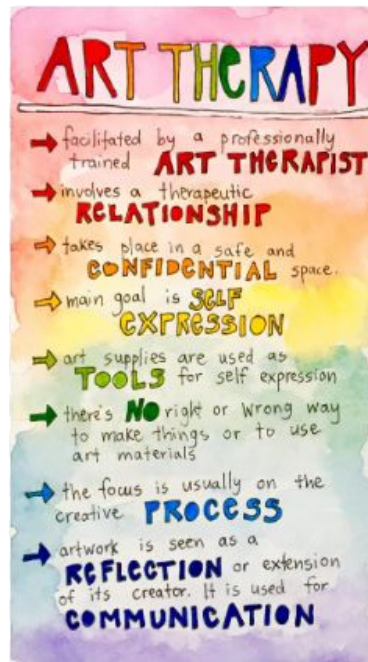 ART THERAPY
facilitated by a professionally
trained ART THERAPIST
involves a therapeutic
RELATIONSHIP
takes place in a safe and
CONFIDENTIAL space.
main goal is SELF
EXPRESSION
art supplies are used as
TOOLS for self expression
there's NO right or wrong way
to make things or to use
art materials
the focus is usually on the
creative PROCESS
artwork is seen as a
REFLECTION or extension
of its creator. It is used for
COMMUNICATION